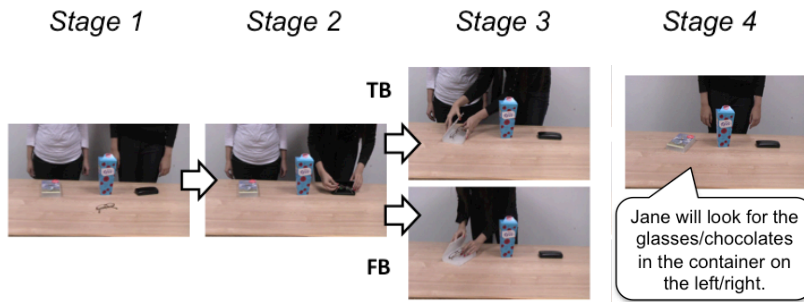 Stage 1 Stage 2 Stage 3 Stage 4
TB
FB
Jane will look for the
glasses/chocolates
in the container on
the left/right.